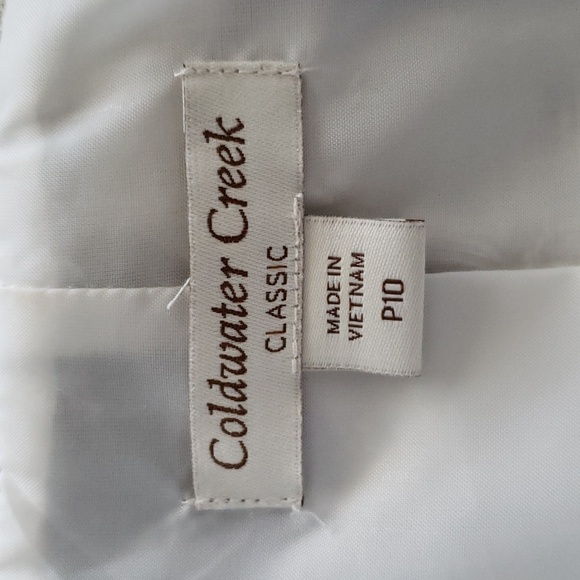 Coldwater Creek
CLASSIC
MADE IN
VIETNAM
P10